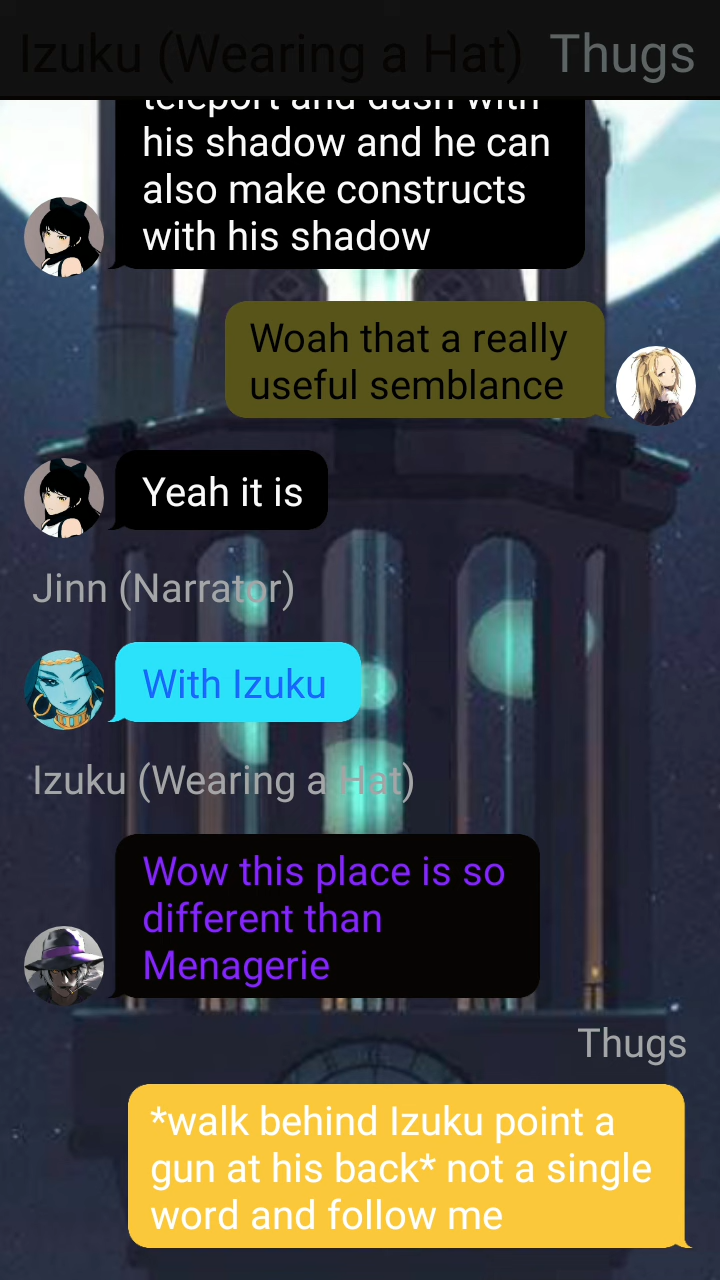 Izuku (Wearing a Hat) Thugs
teleport and dash with
his shadow and he can
also make constructs
with his shadow
Woah that a really
useful semblance
Yeah it is
Jinn (Narrator)
With Izuku
Izuku (Wearing a Hat)
Wow this place is so
different than
Menagerie
Thugs
*walk behind Izuku point a
gun at his back* not a single
word and follow me